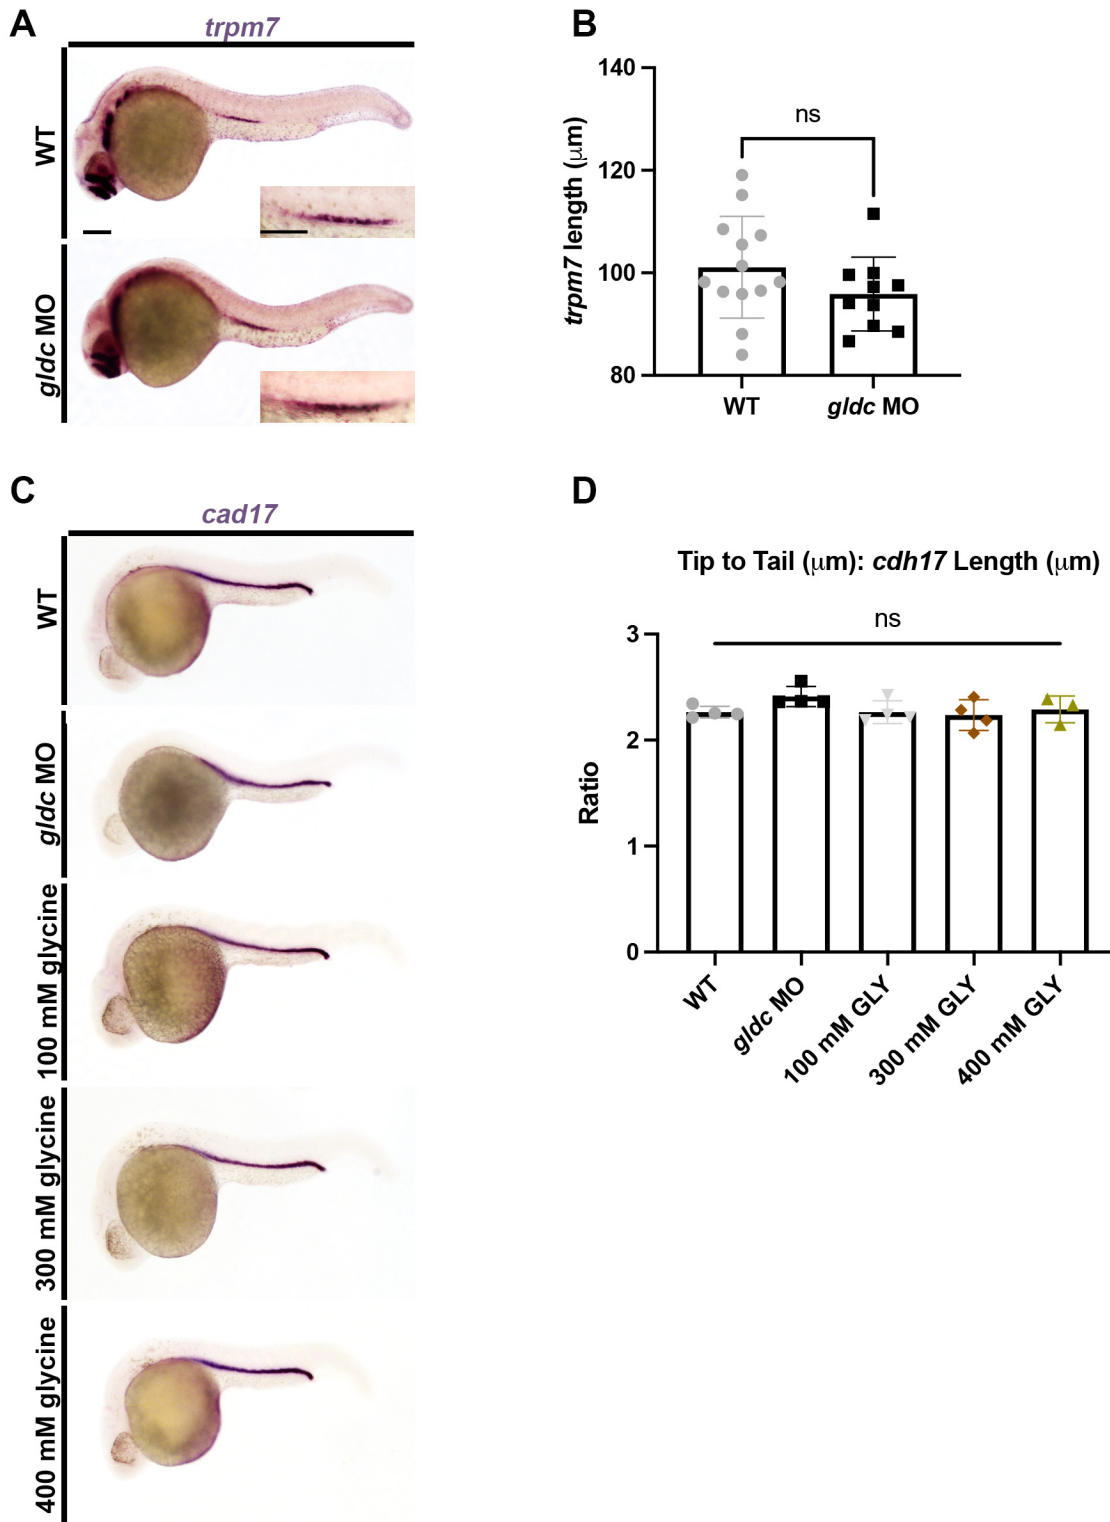 A
trpm7
WT
gldc MO
B
140
120
100
80
trpm7 length (μm)
ns
WT
gldc MO
C
cad17
WT
gldc MO
100 mM glycine
300 mM glycine
400 mM glycine
D
Tip to Tail (μm): cdh17 Length (μm)
ns
3
2
1
0
Ratio
WT
gldc MO
100 mM GLY
300 mM GLY
400 mM GLY